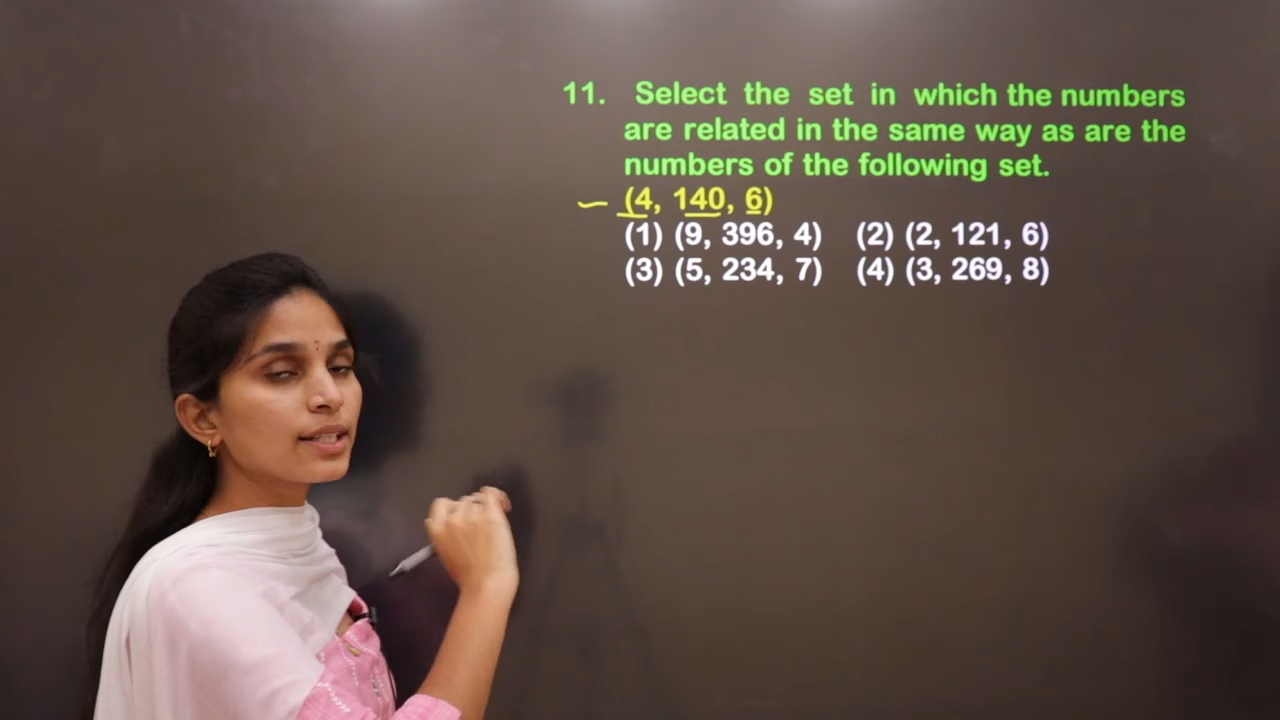 11. Select the set in which the numbers
are related in the same way as are the
numbers of the following set.
(4, 140, 6)
(1) (9, 396, 4) (2) (2, 121, 6)
(3) (5, 234, 7) (4) (3, 269, 8)